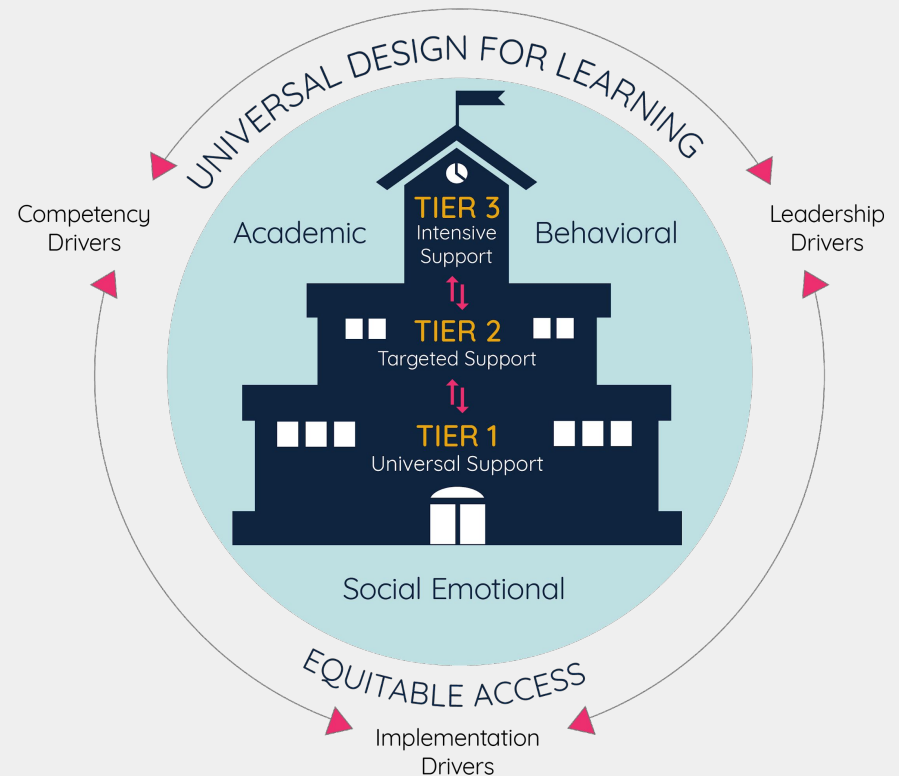 UNIVERSAL DESIGN FOR LEARNING
Competency
Drivers
Leadership
Drivers
Academic
Behavioral
TIER 3
Intensive
Support
TIER 2
Targeted Support
TIER 1
Universal Support
Social Emotional
EQUITABLE ACCESS
Implementation
Drivers